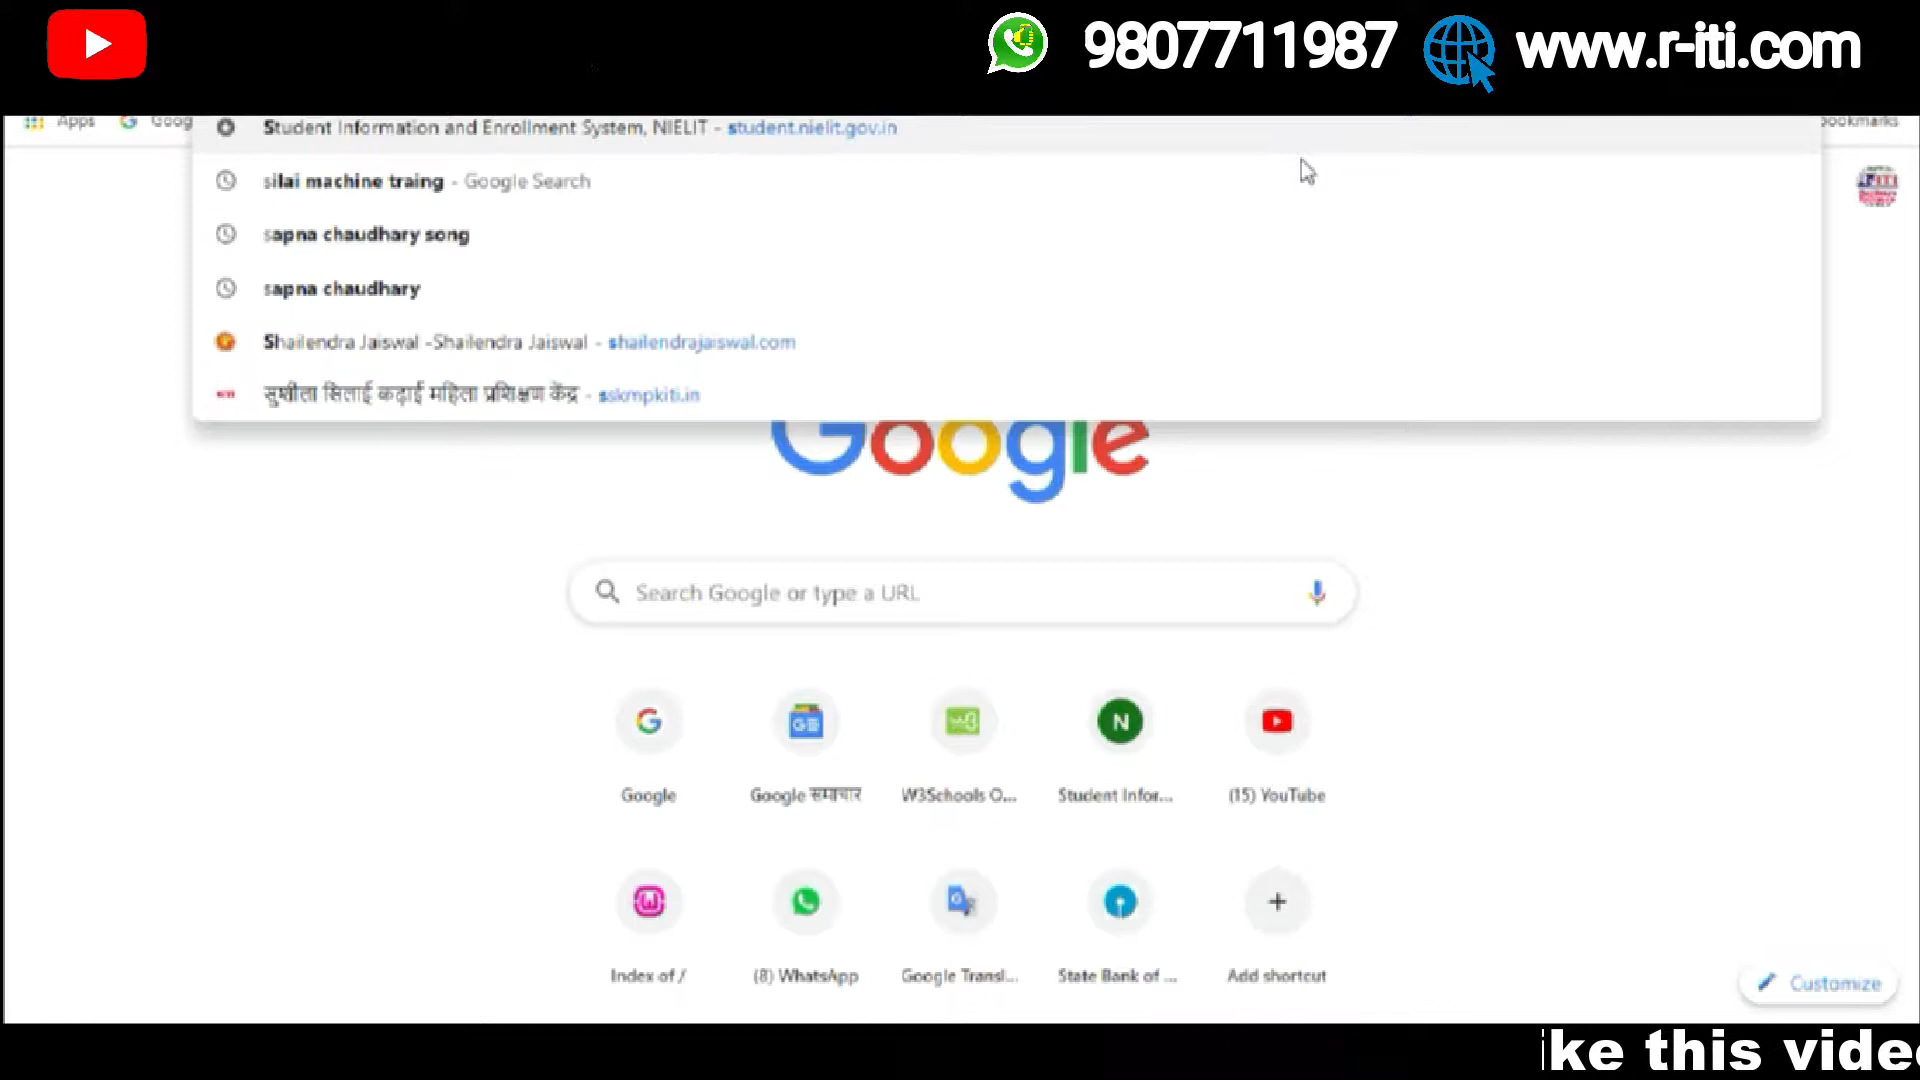 9807711987 www.r-iti.com
Apps Goog
bookmarks
Student Information and Enrollment System, NIELIT - student.nielit.gov.in
silai machine traing - Google Search
sapna chaudhary song
sapna chaudhary
Shailendra Jaiswal -Shailendra Jaiswal - shailendrajaiswal.com
सुशीला सिलाई कढ़ाई महिला प्रशिक्षण केंद्र - sskmpkiti.in
Google
Search Google or type a URL
Google Google समाचार W3Schools O... Student Infor... (15) YouTube
Index of / (8) WhatsApp Google Transl... State Bank of ... Add shortcut
Customize
ke this video